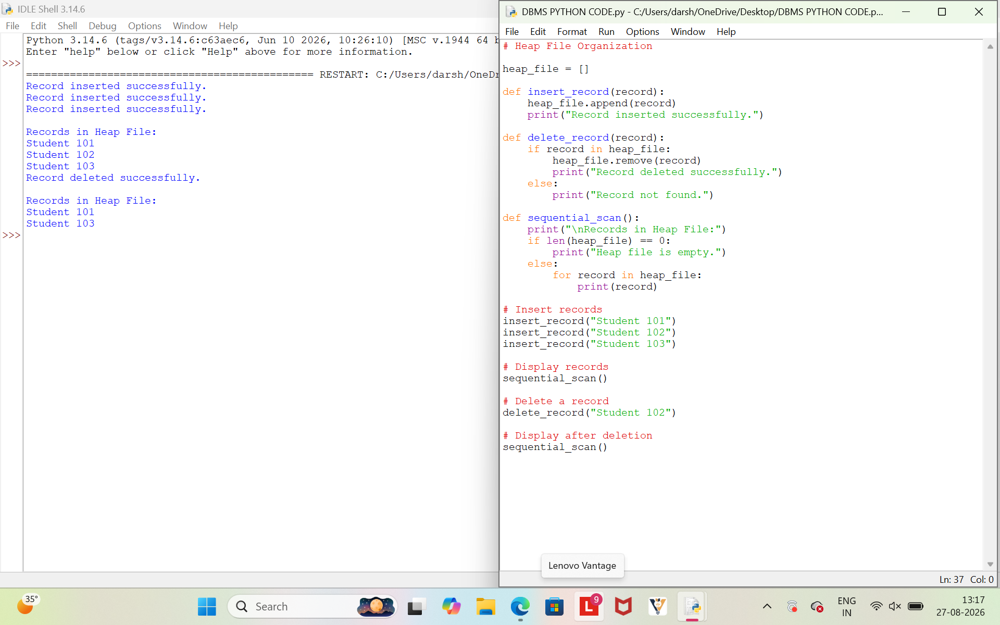 IDLE Shell 3.14.6
File Edit Shell Debug Options Window Help
Python 3.14.6 (tags/v3.14.6:c63aec6, Jun 10 2026, 10:26:10) [MSC v.1944 64 b
Enter "help" below or click "Help" above for more information.
>>>
============================================== RESTART: C:/Users/darsh/OneDr
Record inserted successfully.
Record inserted successfully.
Record inserted successfully.
Records in Heap File:
Student 101
Student 102
Student 103
Record deleted successfully.
Records in Heap File:
Student 101
Student 103
>>>
DBMS PYTHON CODE.py - C:/Users/darsh/OneDrive/Desktop/DBMS PYTHON CODE.p...
File Edit Format Run Options Window Help
# Heap File Organization
heap_file = []
def insert_record(record):
    heap_file.append(record)
    print("Record inserted successfully.")
def delete_record(record):
    if record in heap_file:
        heap_file.remove(record)
        print("Record deleted successfully.")
    else:
        print("Record not found.")
def sequential_scan():
    print("\nRecords in Heap File:")
    if len(heap_file) == 0:
        print("Heap file is empty.")
    else:
        for record in heap_file:
            print(record)
# Insert records
insert_record("Student 101")
insert_record("Student 102")
insert_record("Student 103")
# Display records
sequential_scan()
# Delete a record
delete_record("Student 102")
# Display after deletion
sequential_scan()
Lenovo Vantage
Ln: 37 Col: 0
35°
Search
L
9
ENG
IN
13:17
27-08-2026